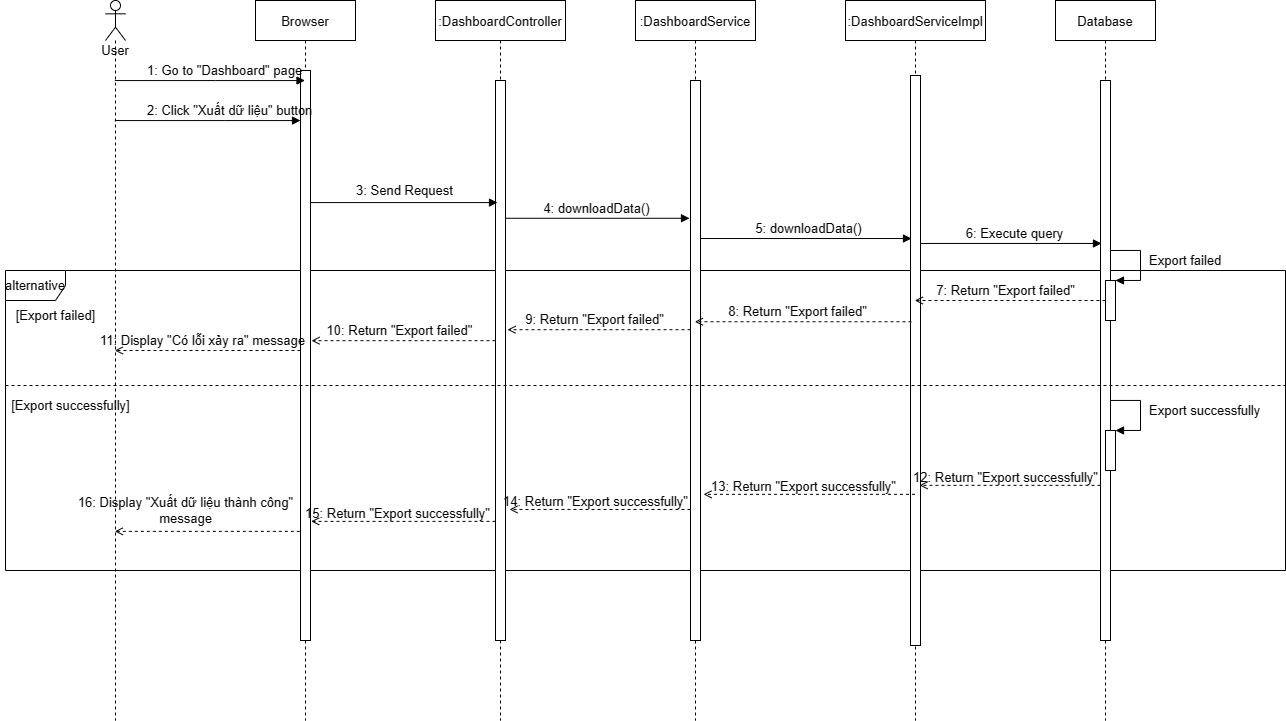 Browser
:DashboardController
:DashboardService
:DashboardServiceImpl
Database
User
1: Go to "Dashboard" page
2: Click "Xuất dữ liệu" button
3: Send Request
4: downloadData()
5: downloadData()
6: Execute query
Export failed
alternative
[Export failed]
7: Return "Export failed"
8: Return "Export failed"
9: Return "Export failed"
10: Return "Export failed"
11: Display "Có lỗi xảy ra" message
[Export successfully]
Export successfully
12: Return "Export successfully"
13: Return "Export successfully"
14: Return "Export successfully"
15: Return "Export successfully"
16: Display "Xuất dữ liệu thành công"
message